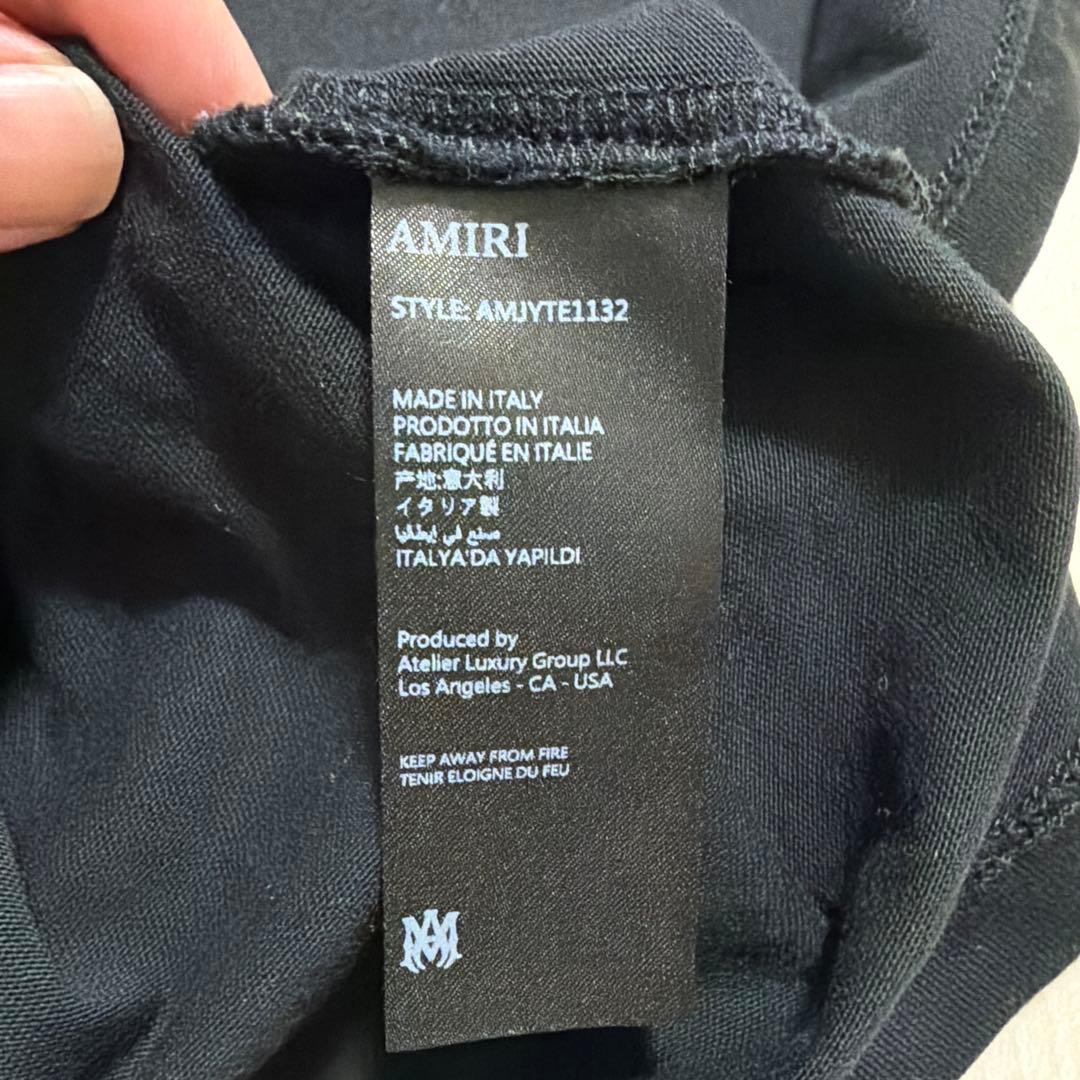 AMIRI
STYLE: AMJYTE1132
MADE IN ITALY
PRODOTTO IN ITALIA
FABRIQUÉ EN ITALIE
产地:意大利
イタリア製
صنع في إيطاليا
ITALYA'DA YAPILDI
Produced by
Atelier Luxury Group LLC
Los Angeles - CA - USA
KEEP AWAY FROM FIRE
TENIR ELOIGNE DU FEU
MA